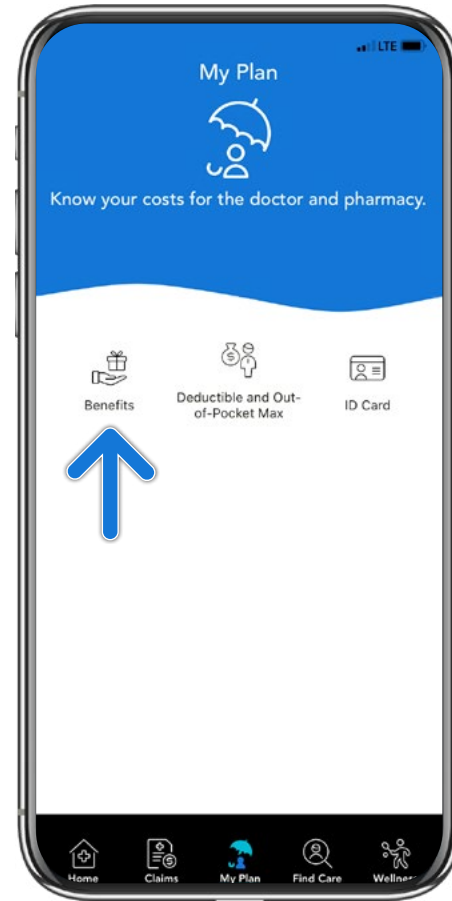 LTE
My Plan
Know your costs for the doctor and pharmacy.
Benefits
Deductible and Out-
of-Pocket Max
ID Card
Home
Claims
My Plan
Find Care
Wellness